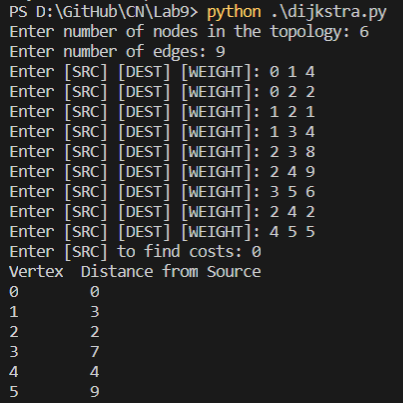 PS D:\GitHub\CN\Lab9> python .\dijkstra.py
Enter number of nodes in the topology: 6
Enter number of edges: 9
Enter [SRC] [DEST] [WEIGHT]: 0 1 4
Enter [SRC] [DEST] [WEIGHT]: 0 2 2
Enter [SRC] [DEST] [WEIGHT]: 1 2 1
Enter [SRC] [DEST] [WEIGHT]: 1 3 4
Enter [SRC] [DEST] [WEIGHT]: 2 3 8
Enter [SRC] [DEST] [WEIGHT]: 2 4 9
Enter [SRC] [DEST] [WEIGHT]: 3 5 6
Enter [SRC] [DEST] [WEIGHT]: 2 4 2
Enter [SRC] [DEST] [WEIGHT]: 4 5 5
Enter [SRC] to find costs: 0
Vertex  Distance from Source
0        0
1        3
2        2
3        7
4        4
5        9